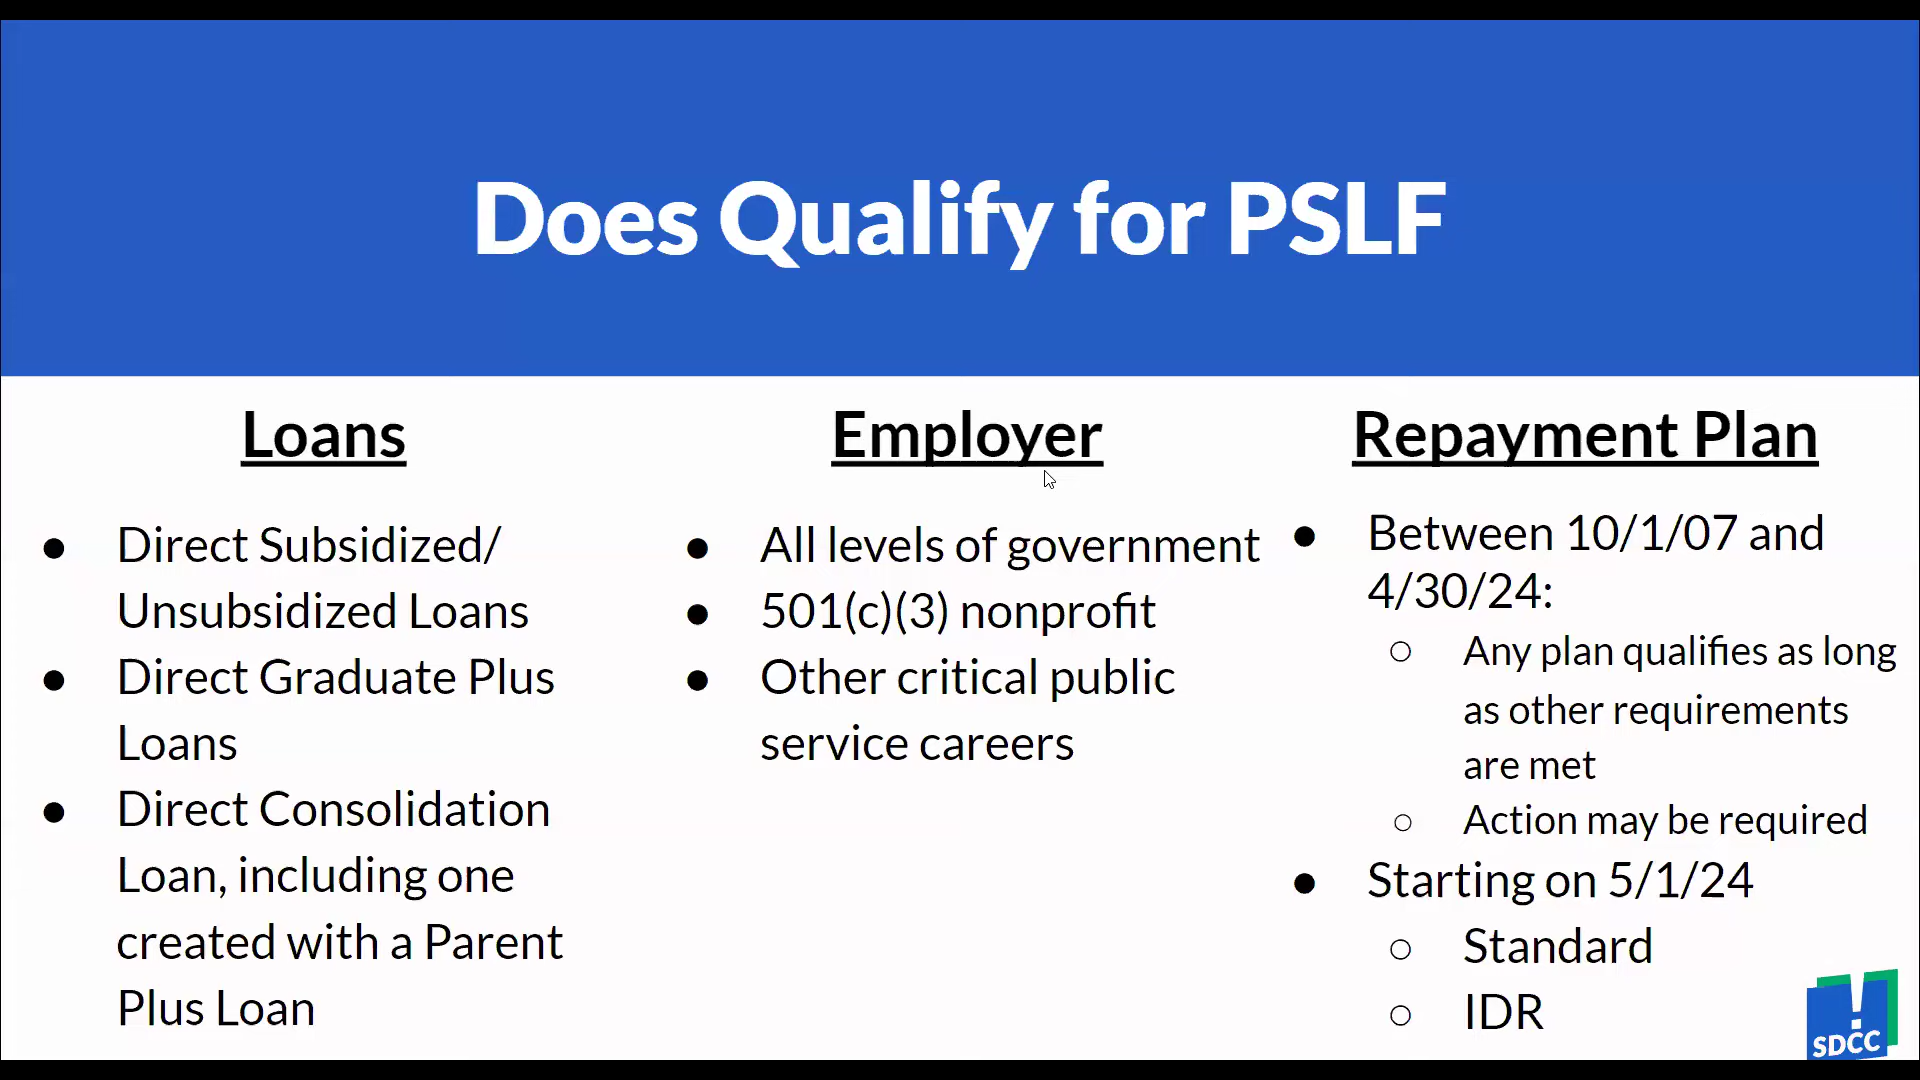 Does Qualify for PSLF
Loans
● Direct Subsidized/
Unsubsidized Loans
● Direct Graduate Plus
Loans
● Direct Consolidation
Loan, including one
created with a Parent
Plus Loan
Employer
● All levels of government
● 501(c)(3) nonprofit
● Other critical public
service careers
Repayment Plan
● Between 10/1/07 and
4/30/24:
○ Any plan qualifies as long
as other requirements
are met
○ Action may be required
● Starting on 5/1/24
○ Standard
○ IDR
SDCC